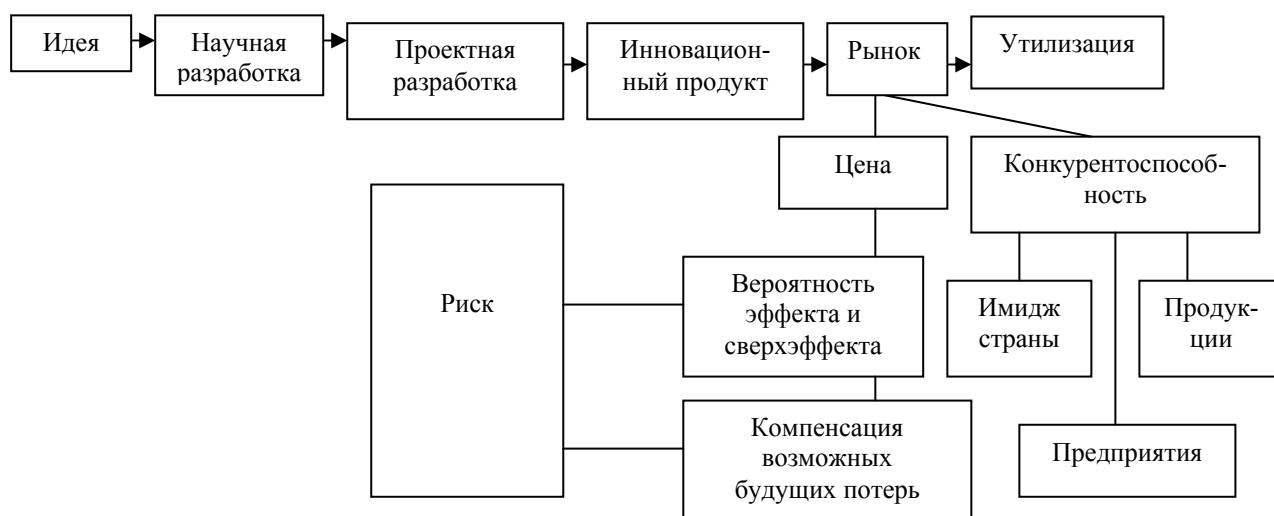 Идея
Научная
разработка
Проектная
разработка
Инновацион-
ный продукт
Рынок
Утилизация
Цена
Конкурентоспособ-
ность
Риск
Вероятность
эффекта и
сверхэффекта
Имидж
страны
Продук-
ции
Компенсация
возможных
будущих потерь
Предприятия